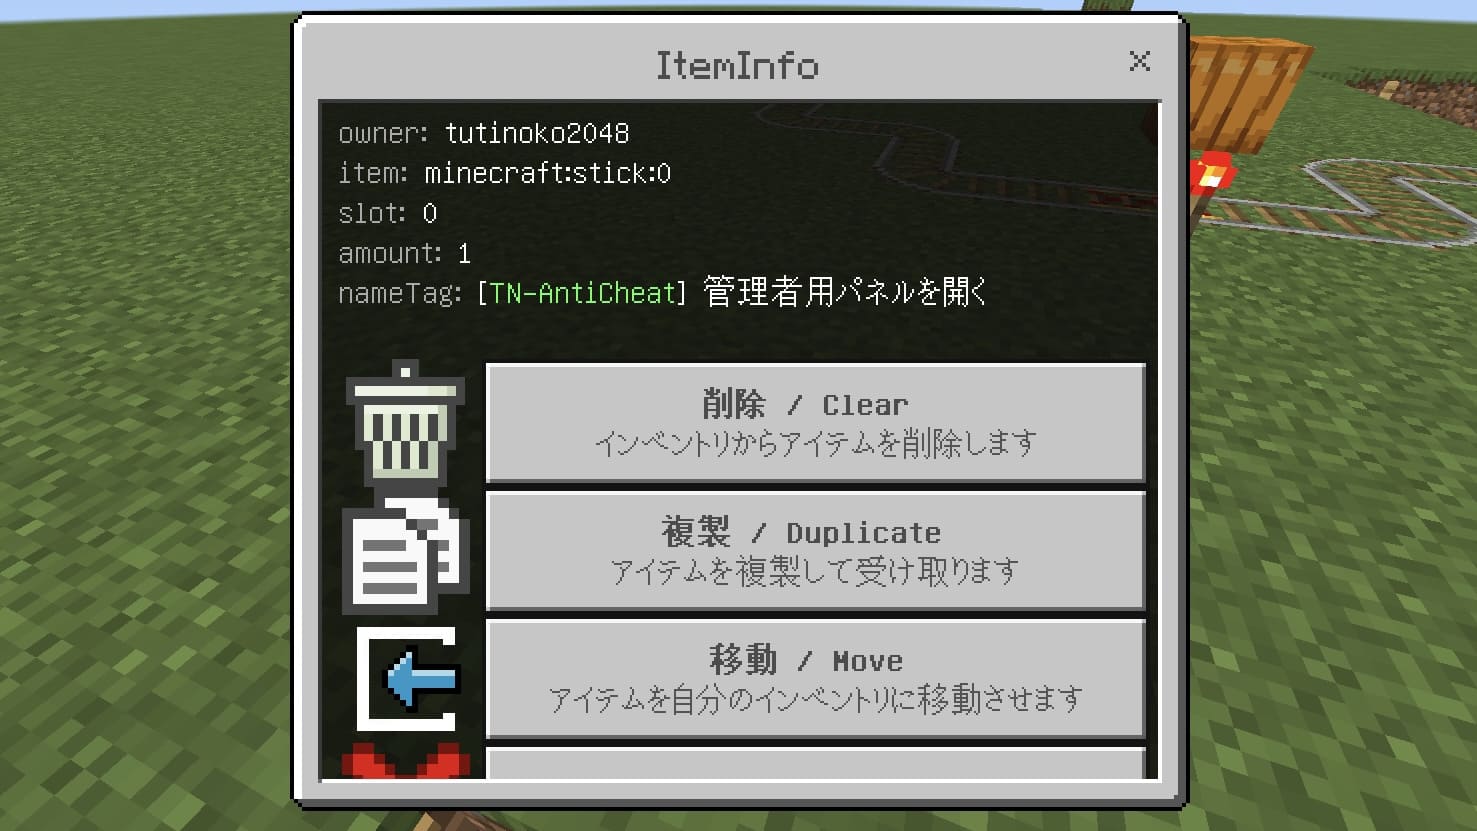 ItemInfo
owner: tutinoko2048
item: minecraft:stick:0
slot: 0
amount: 1
nameTag: [TN-AntiCheat] 管理者用パネルを開く
削除 / Clear
インベントリからアイテムを削除します
複製 / Duplicate
アイテムを複製して受け取ります
移動 / Move
アイテムを自分のインベントリに移動させます